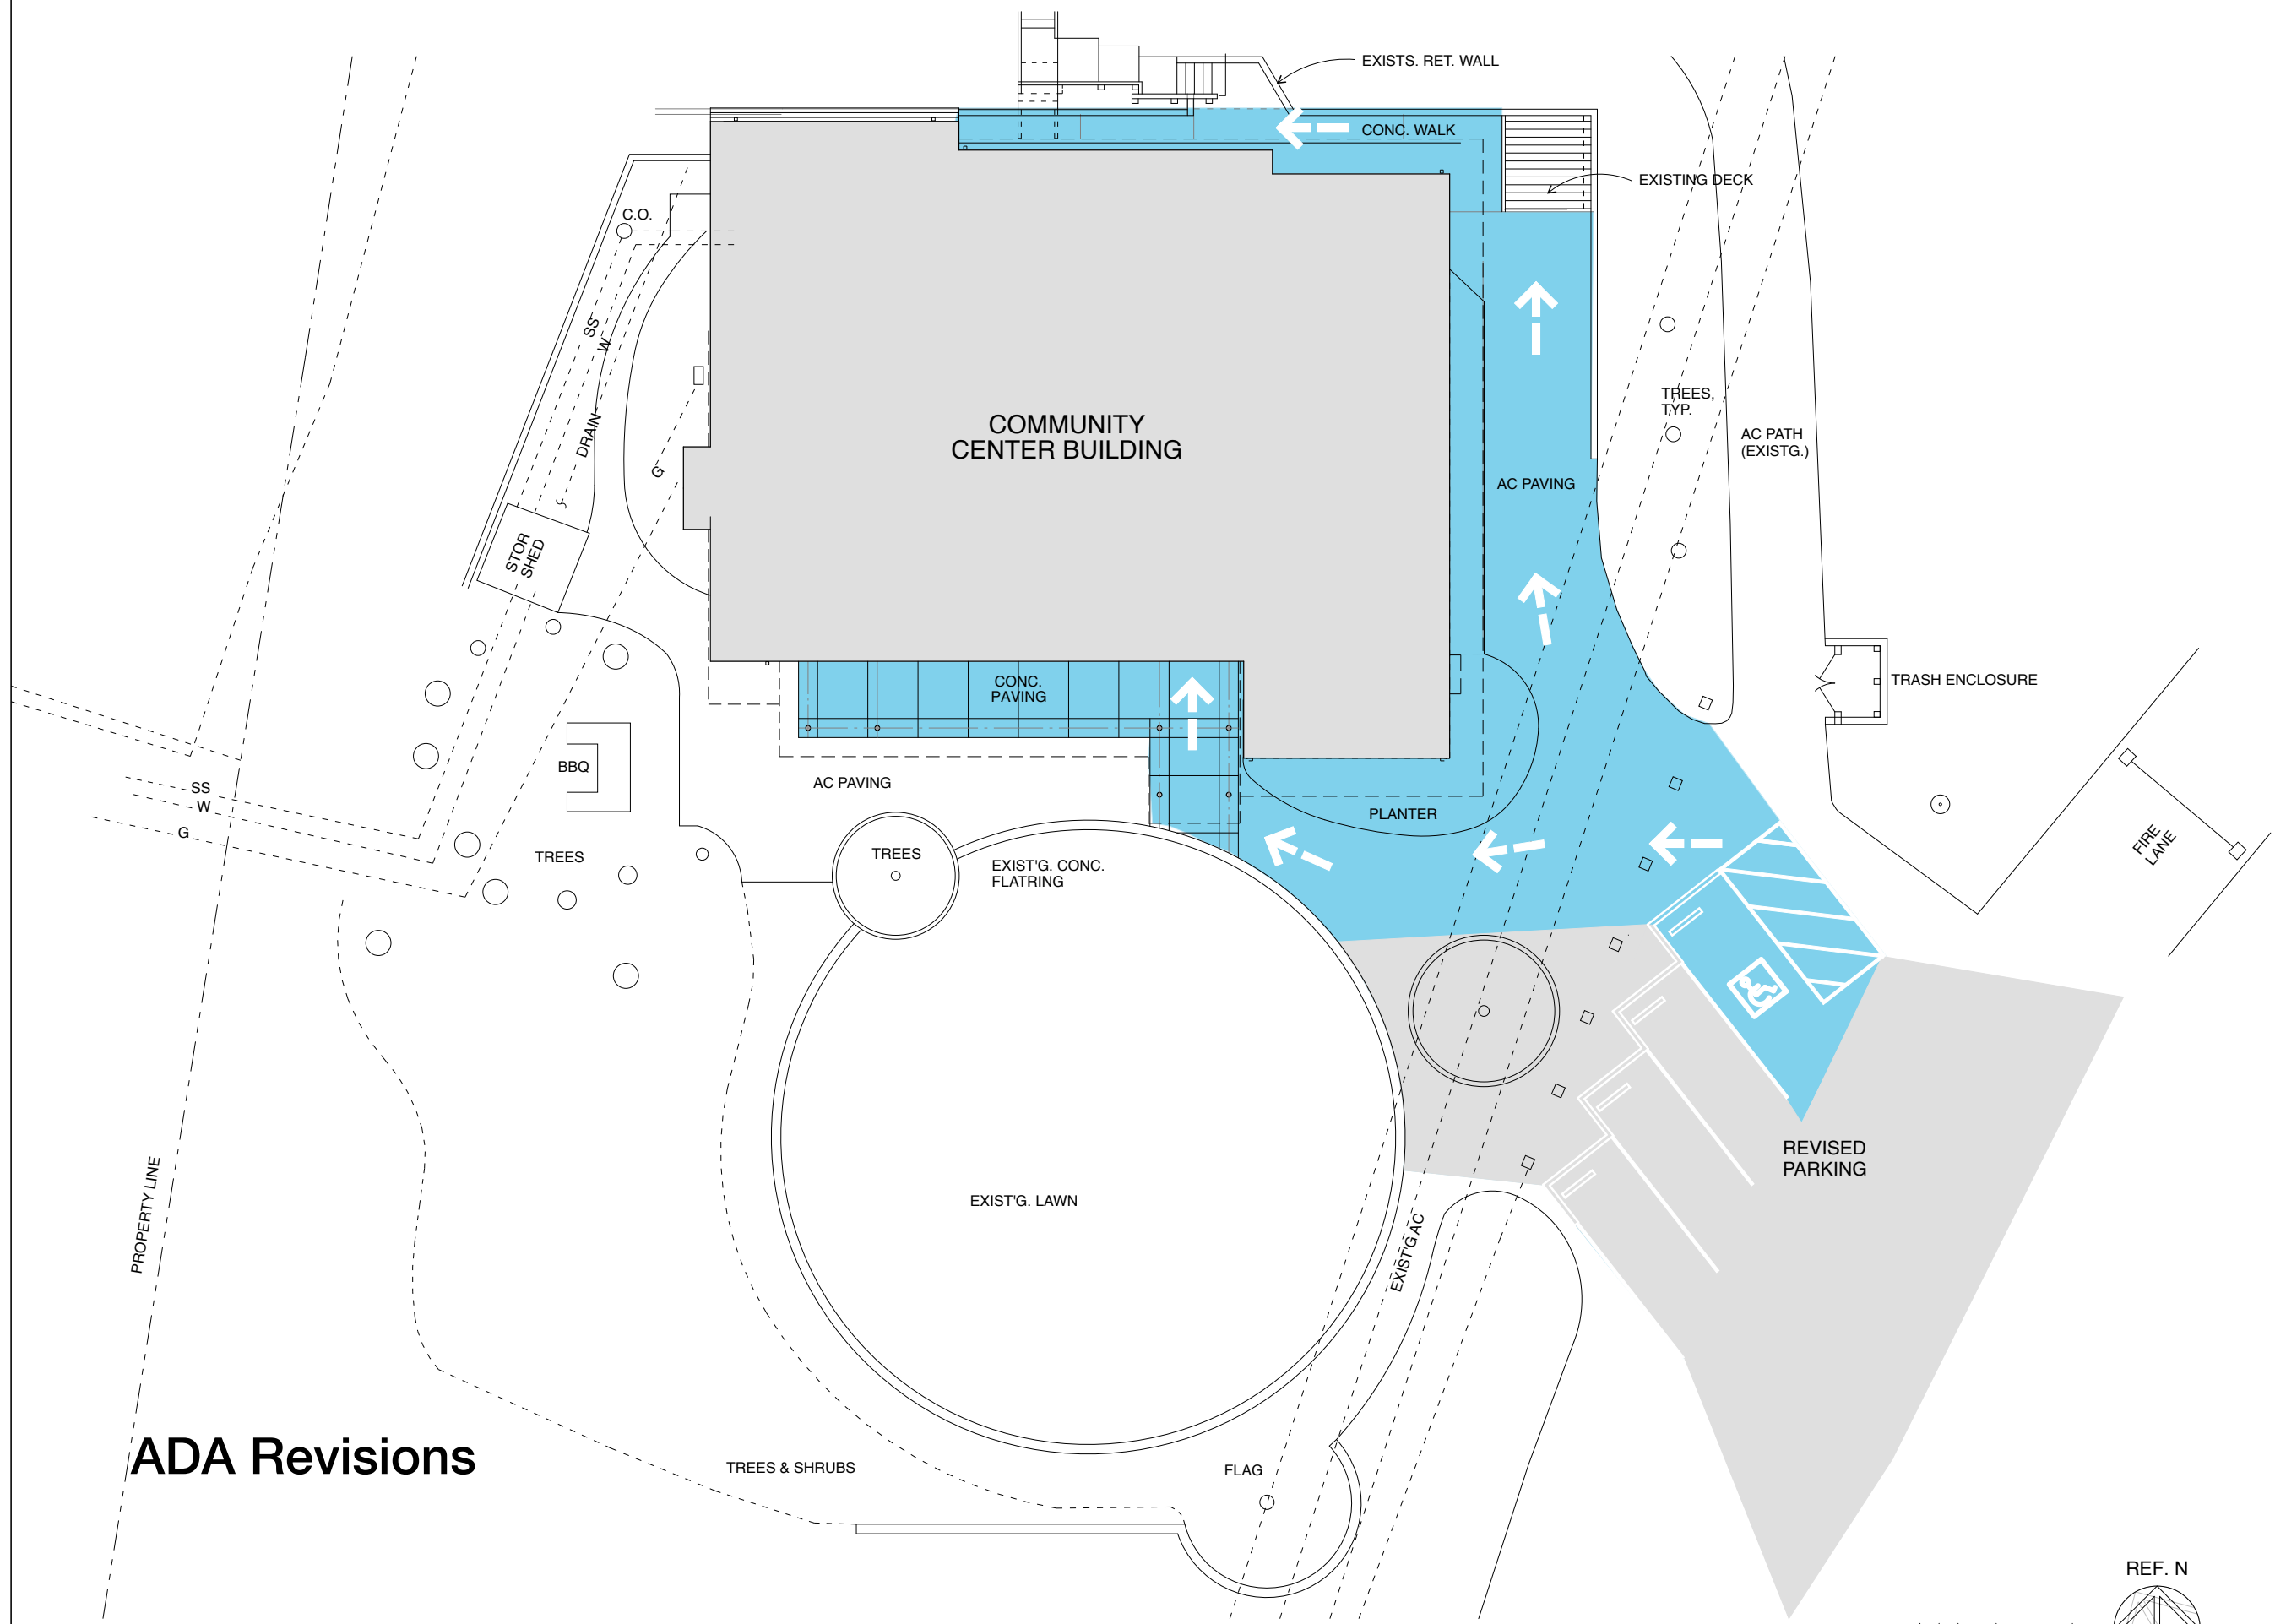 EXISTS. RET. WALL
CONC. WALK
EXISTING DECK
C.O.
SS
W
DRAIN
G
TREES,
TYP.
AC PATH
(EXISTG.)
COMMUNITY
CENTER BUILDING
AC PAVING
STOR
SHED
CONC.
PAVING
TRASH ENCLOSURE
BBQ
AC PAVING
SS
W
G
PLANTER
FIRE
LANE
TREES
TREES
EXIST'G. CONC.
FLATRING
REVISED
PARKING
PROPERTY LINE
EXIST'G. LAWN
EXIST'G AC
ADA Revisions
TREES & SHRUBS
FLAG
REF. N